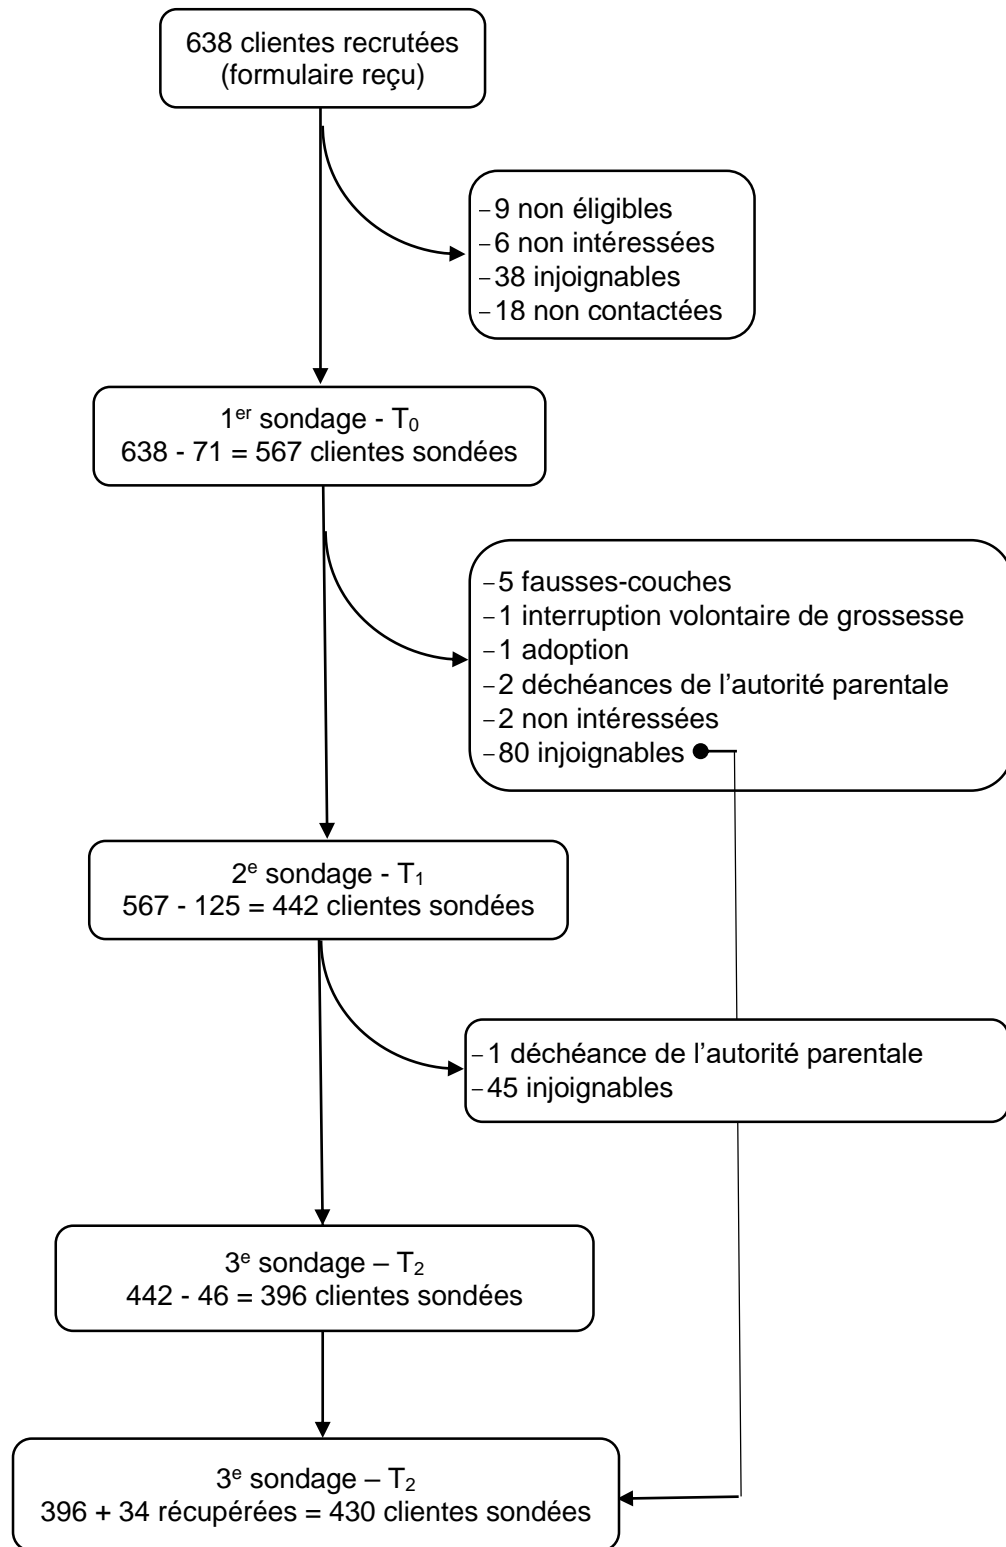 638 clientes recrutées
(formulaire reçu)
–9 non éligibles
–6 non intéressées
–38 injoignables
–18 non contactées
1er sondage - T0
638 - 71 = 567 clientes sondées
–5 fausses-couches
–1 interruption volontaire de grossesse
–1 adoption
–2 déchéances de l’autorité parentale
–2 non intéressées
–80 injoignables
2e sondage - T1
567 - 125 = 442 clientes sondées
–1 déchéance de l’autorité parentale
–45 injoignables
3e sondage – T2
442 - 46 = 396 clientes sondées
3e sondage – T2
396 + 34 récupérées = 430 clientes sondées